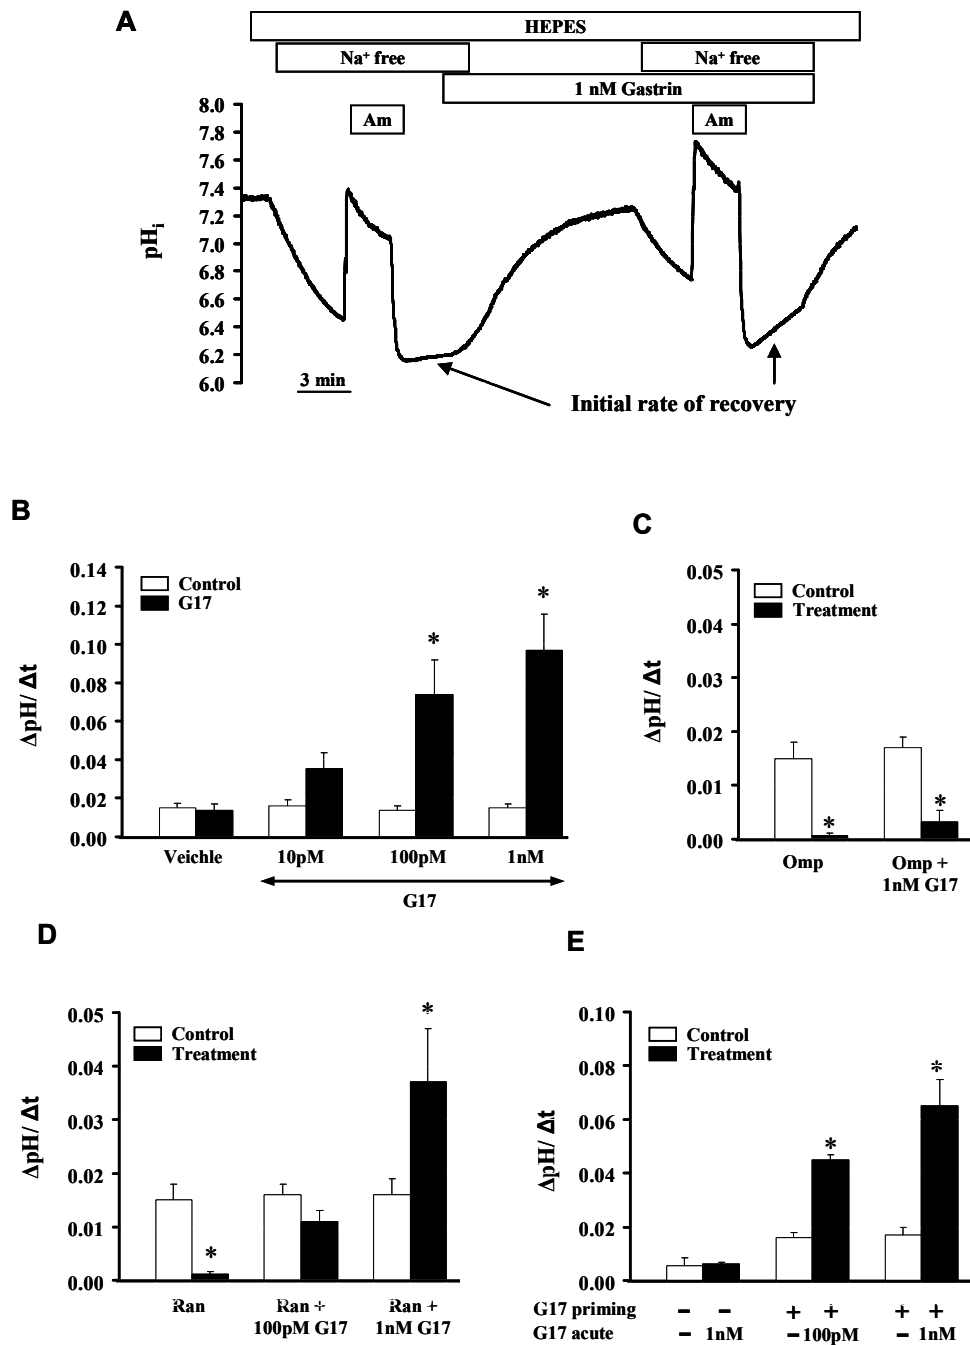 A
HEPES
Na+ free
Na+ free
1 nM Gastrin
Am
Am
8.0
7.8
7.6
7.4
7.2
7.0
6.8
6.6
6.4
6.2
6.0
pHi
3 min
Initial rate of recovery
B
0.14
0.12
0.10
0.08
0.06
0.04
0.02
0.00
ΔpH/ Δt
Control
G17
*
*
Veichle
10pM
100pM
1nM
G17
C
0.05
0.04
0.03
0.02
0.01
0.00
ΔpH/ Δt
Control
Treatment
*
*
Omp
Omp +
1nM G17
D
0.05
0.04
0.03
0.02
0.01
0.00
ΔpH/ Δt
Control
Treatment
*
*
Ran
Ran +
100pM G17
Ran +
1nM G17
E
0.10
0.08
0.06
0.04
0.02
0.00
ΔpH/ Δt
Control
Treatment
*
*
G17 priming - - + + + +
G17 acute - 1nM - 100pM - 1nM